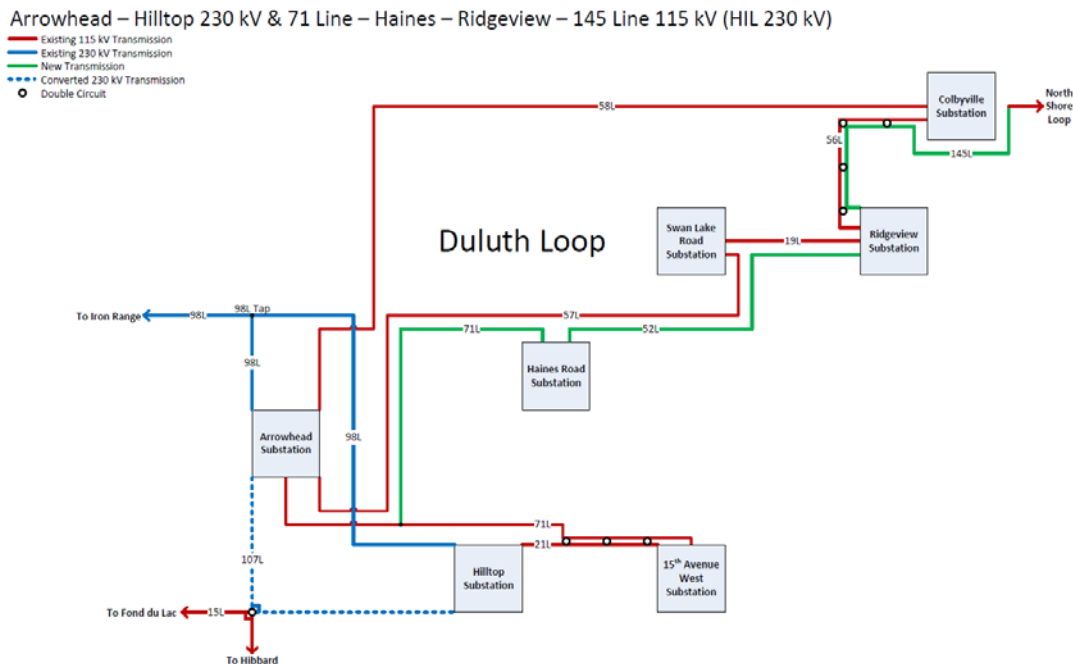 Arrowhead – Hilltop 230 kV & 71 Line – Haines – Ridgeview – 145 Line 115 kV (HIL 230 kV)
Existing 115 kV Transmission
Existing 230 kV Transmission
New Transmission
Converted 230 kV Transmission
Double Circuit
58L
Colbyville
Substation
North
Shore
Loop
56L
145L
Duluth Loop
Swan Lake
Road
Substation
19L
Ridgeview
Substation
To Iron Range
98L
98L Tap
57L
71L
52L
98L
Haines Road
Substation
Arrowhead
Substation
98L
71L
21L
107L
Hilltop
Substation
15th Avenue
West
Substation
To Fond du Lac
15L
To Hibbard